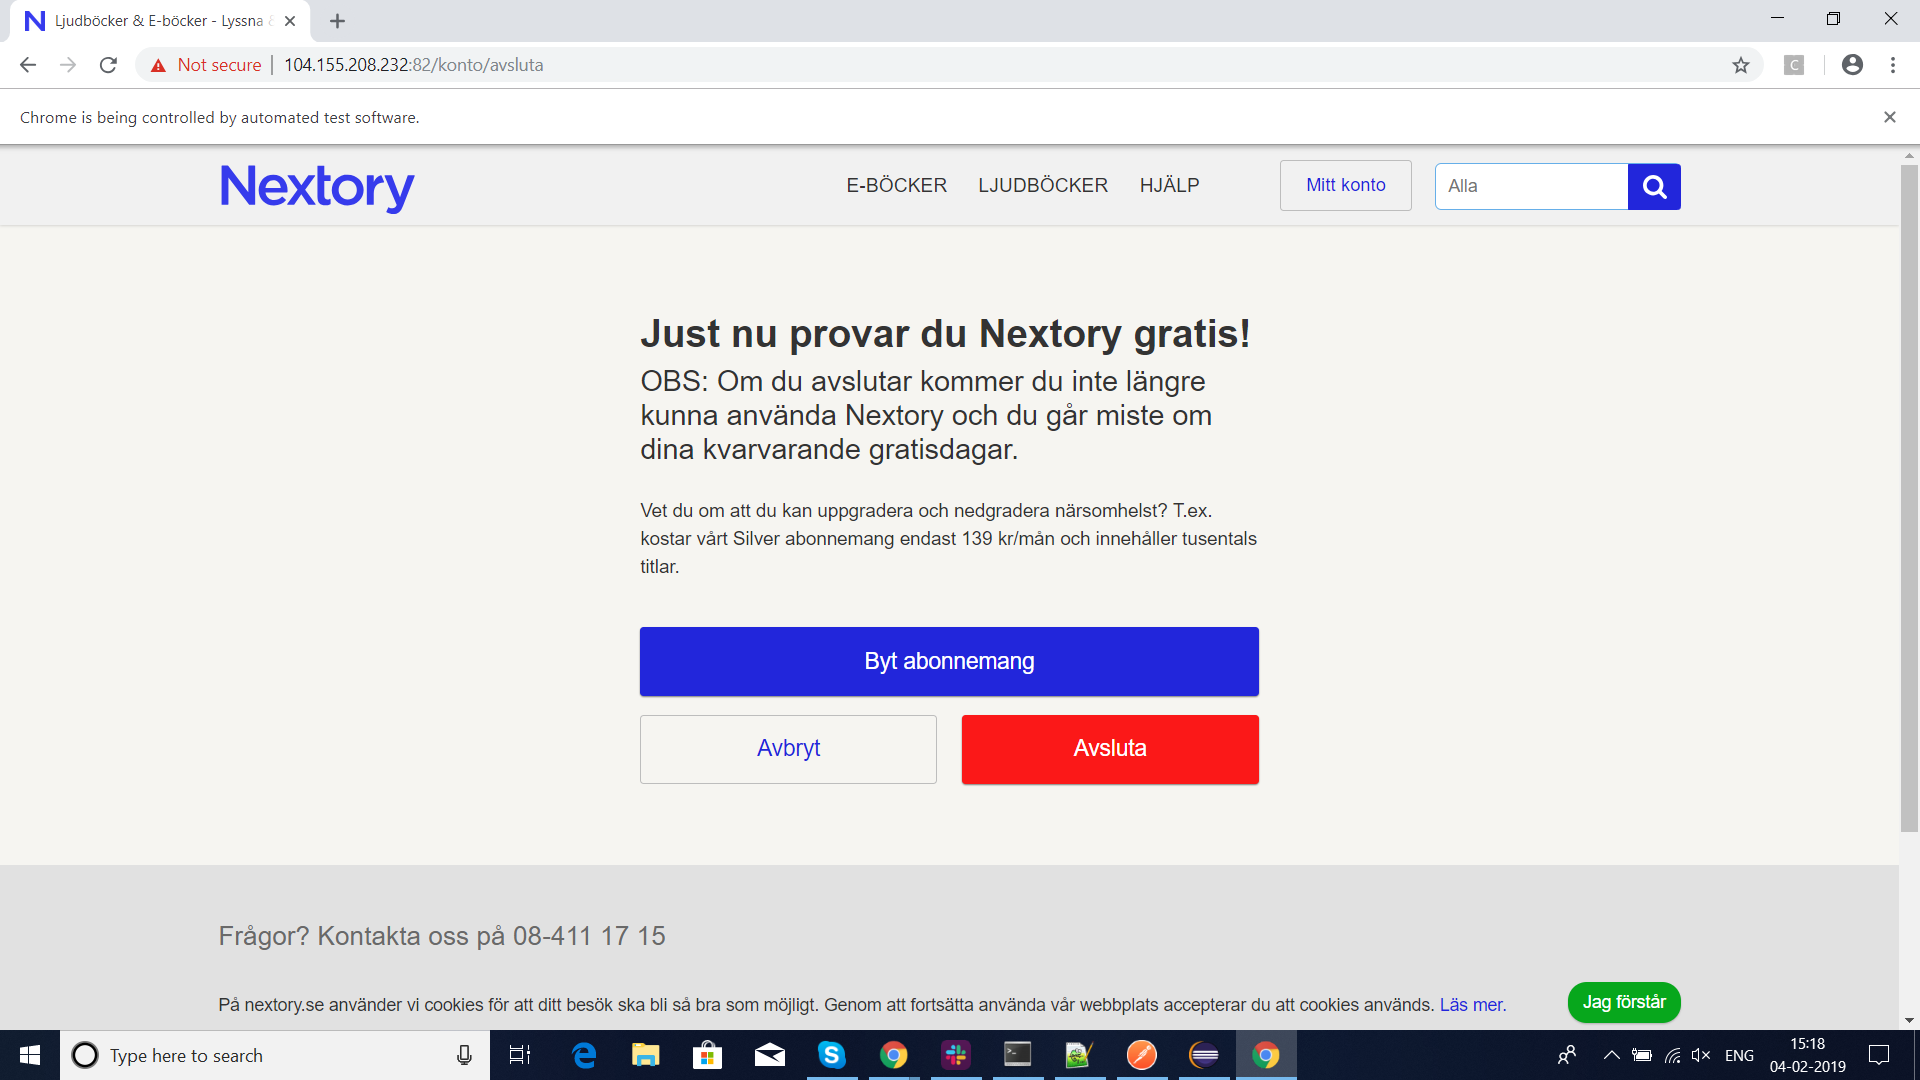 Ljudböcker & E-böcker - Lyssna
Not secure
104.155.208.232:82/konto/avsluta
Chrome is being controlled by automated test software.
Nextory
E-BÖCKER
LJUDBÖCKER
HJÄLP
Mitt konto
Alla
Just nu provar du Nextory gratis!
OBS: Om du avslutar kommer du inte längre
kunna använda Nextory och du går miste om
dina kvarvarande gratisdagar.
Vet du om att du kan uppgradera och nedgradera närsomhelst? T.ex.
kostar vårt Silver abonnemang endast 139 kr/mån och innehåller tusentals
titlar.
Byt abonnemang
Avbryt
Avsluta
Frågor? Kontakta oss på 08-411 17 15
På nextory.se använder vi cookies för att ditt besök ska bli så bra som möjligt. Genom att fortsätta använda vår webbplats accepterar du att cookies används. Läs mer.
Jag förstår
Type here to search
ENG
15:18
04-02-2019